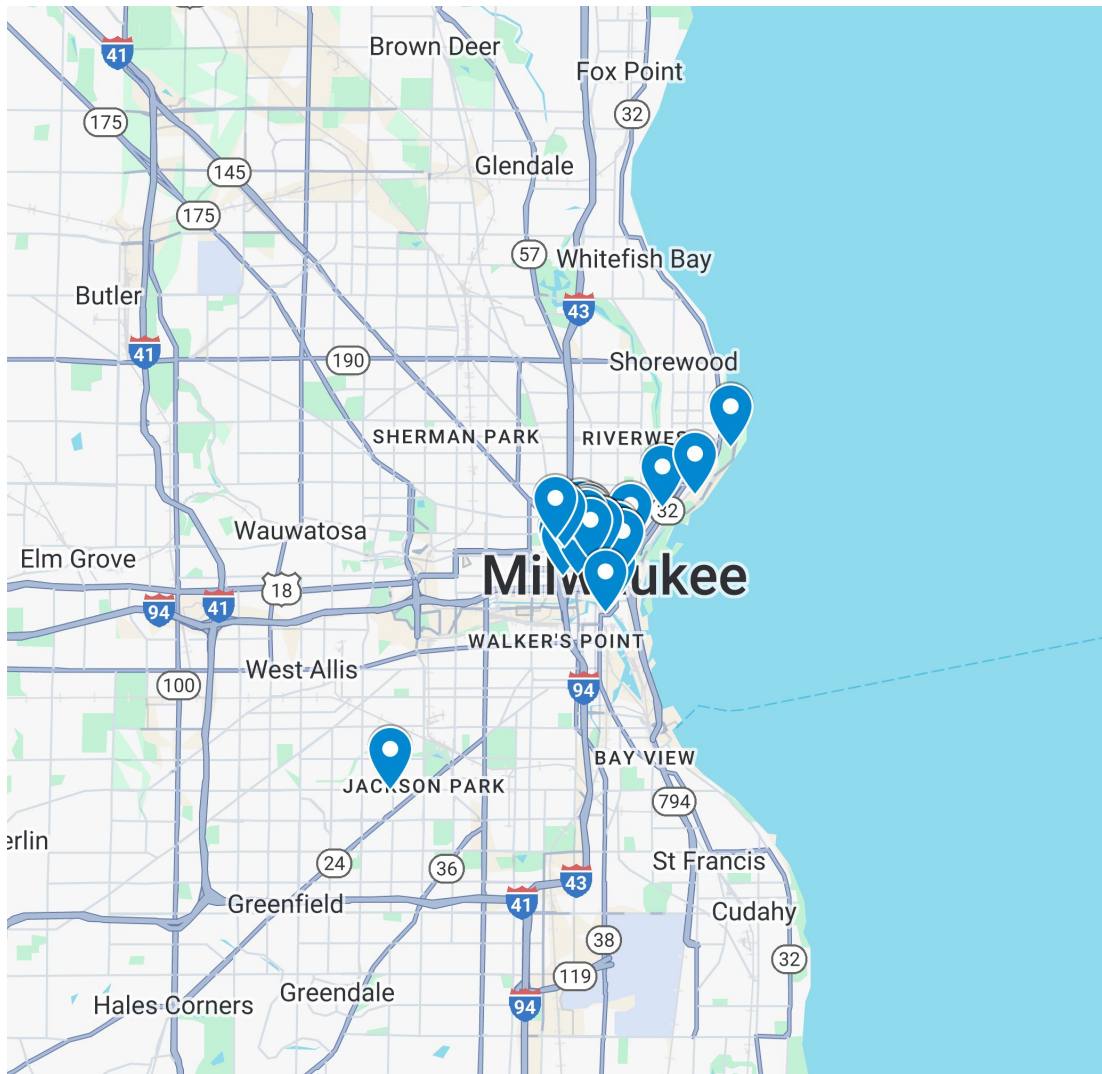 41
Brown Deer
Fox Point
32
175
Glendale
145
175
57
Whitefish Bay
Butler
43
41
190
Shorewood
SHERMAN PARK
RIVERWES
32
Wauwatosa
Elm Grove
Milwaukee
18
94
41
WALKER'S POINT
West Allis
100
94
BAY VIEW
JACKSON PARK
794
erlin
24
36
St Francis
43
41
Greenfield
Cudahy
38
32
119
Greendale
Hales Corners
94